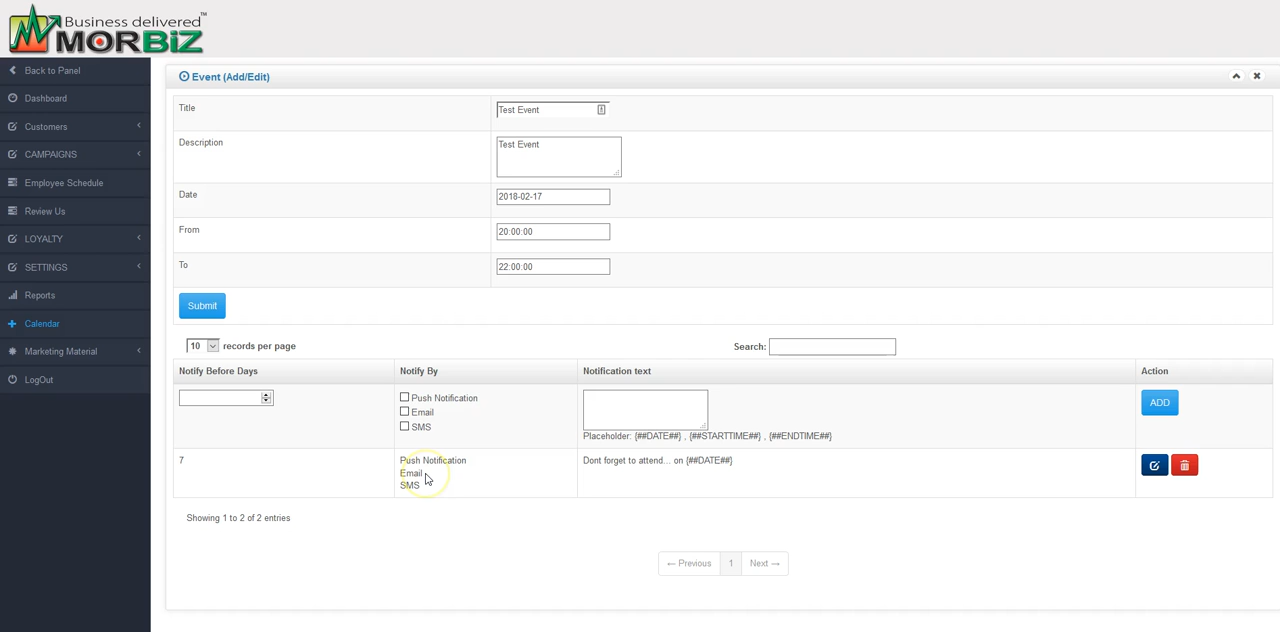 Business delivered™
MORBiZ
Back to Panel
Dashboard
Customers
CAMPAIGNS
Employee Schedule
Review Us
LOYALTY
SETTINGS
Reports
Calendar
Marketing Material
LogOut
Event (Add/Edit)
Title
Test Event
Description
Test Event
Date
2018-02-17
From
20:00:00
To
22:00:00
Submit
10 records per page
Search:
Notify Before Days
Notify By
Notification text
Action
Push Notification
Email
SMS
Placeholder: {##DATE##} , {##STARTTIME##} , {##ENDTIME##}
ADD
7
Push Notification
Email
SMS
Dont forget to attend... on {##DATE##}
Showing 1 to 2 of 2 entries
← Previous 1 Next →